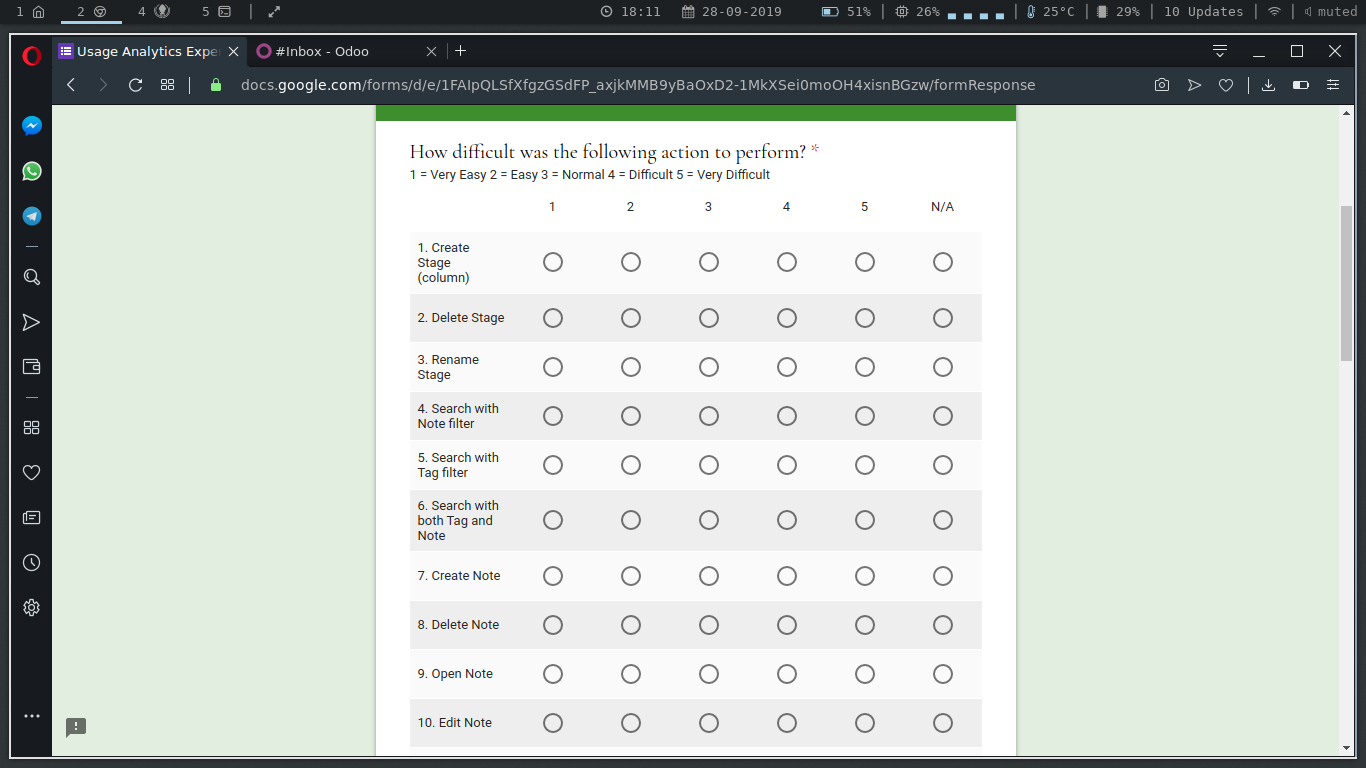 1 2 4 5 18:11 28-09-2019 51% 26% 25°C 29% 10 Updates muted
Usage Analytics Expe #Inbox - Odoo
docs.google.com/forms/d/e/1FAIpQLSfXfgzGSdFP_axjkMMB9yBaOxD2-1MkXSei0moOH4xisnBGzw/formResponse
How difficult was the following action to perform? *
1 = Very Easy 2 = Easy 3 = Normal 4 = Difficult 5 = Very Difficult
1 2 3 4 5 N/A
1. Create
Stage
(column)
2. Delete Stage
3. Rename
Stage
4. Search with
Note filter
5. Search with
Tag filter
6. Search with
both Tag and
Note
7. Create Note
8. Delete Note
9. Open Note
10. Edit Note